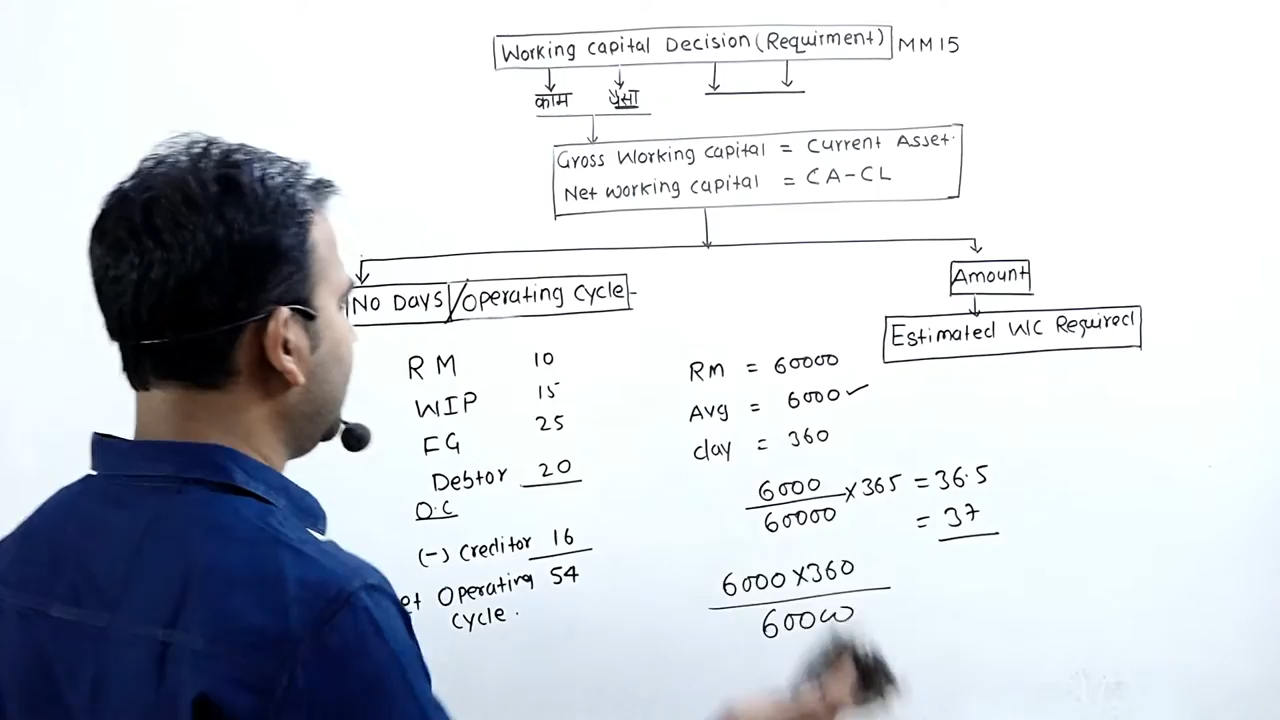 Working capital Decision (Requirment) MM15
काम पैसा
Gross Working capital = Current Asset.
Net working capital = CA-CL
No Days/Operating Cycle-
Amount
Estimated WC Required
RM 10
WIP 15
FG 25
Debtor 20
O.C
(-) Creditor 16
Operating 54
cycle.
Rm = 60000
Avg = 6000 ✓
day = 360
6000/60000 ×365 = 36.5
= 37
6000×360
60000